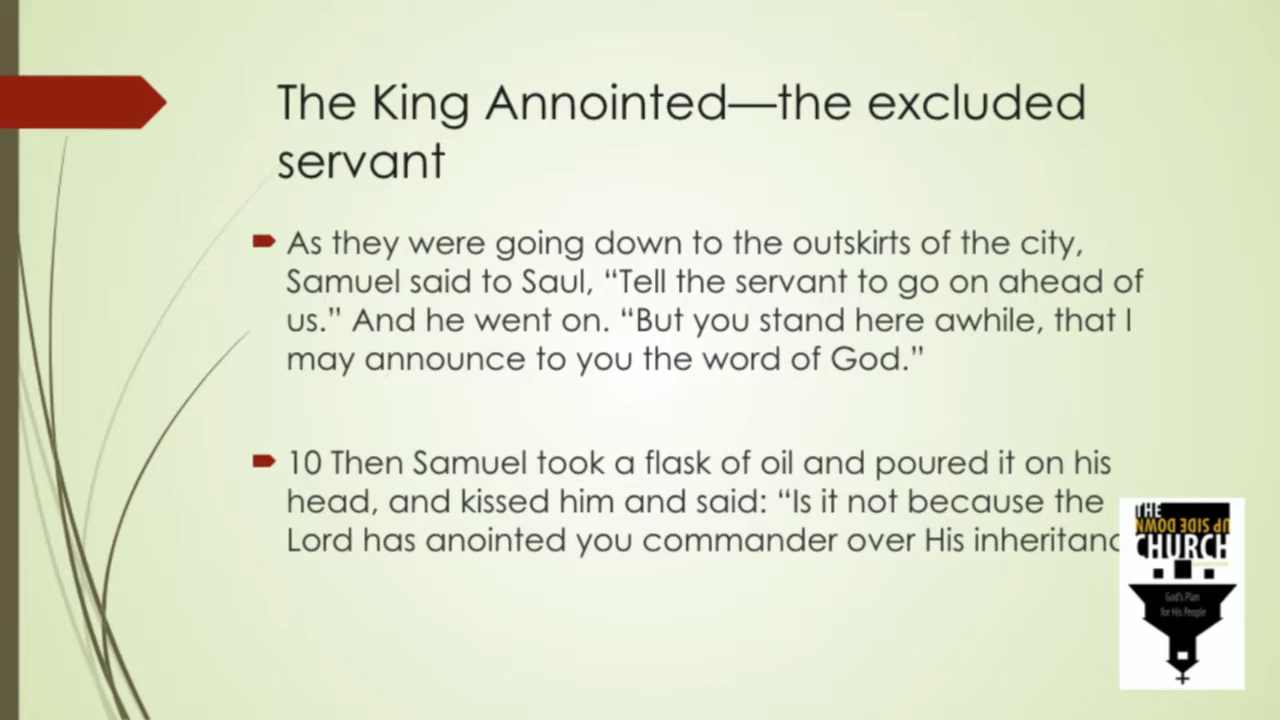 The King Annointed—the excluded
servant
As they were going down to the outskirts of the city,
Samuel said to Saul, “Tell the servant to go on ahead of
us.” And he went on. “But you stand here awhile, that I
may announce to you the word of God.”
10 Then Samuel took a flask of oil and poured it on his
head, and kissed him and said: “Is it not because the
Lord has anointed you commander over His inheritanc
THE
UP SIDE DOWN
CHURCH
God's Plan
for His People